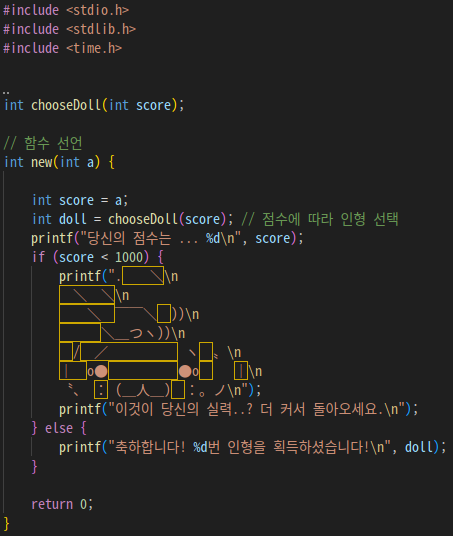 #include <stdio.h>
#include <stdlib.h>
#include <time.h>
int chooseDoll(int score);
// 함수 선언
int new(int a) {
int score = a;
int doll = chooseDoll(score); // 점수에 따라 인형 선택
printf("당신의 점수는 ... %d\n", score);
if (score < 1000) {
printf(".　　＼\n
　＼　＼\n
　　＼　￣￣＼　))\n
　　　＼＿つヽ))\n
　/　／　　　　　ヽ　〟\n
｜　o●　　　　　●o　　｜\n
〝、　：（＿人＿）　：。ノ\n");
printf("이것이 당신의 실력..? 더 커서 돌아오세요.\n");
} else {
printf("축하합니다! %d번 인형을 획득하셨습니다!\n", doll);
}
return 0;
}